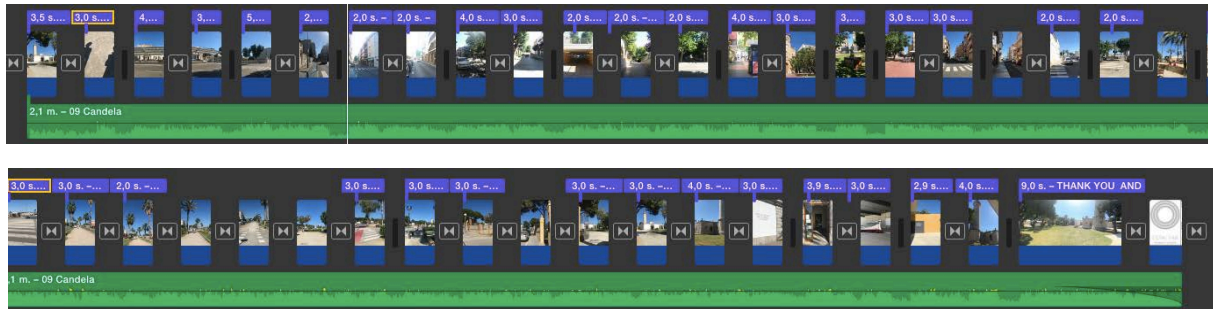 3,5 s.... 3,0 s.... 4,... 3,... 5,... 2,... 2,0 s. – 2,0 s. – 4,0 s.... 3,0 s.... 2,0 s.... 2,0 s. –... 2,0 s.... 4,0 s.... 3,0 s.... 3,... 3,0 s.... 3,0 s.... 2,0 s.... 2,0 s....
2,1 m. – 09 Candela
3,0 s.... 3,0 s. –... 2,0 s. –... 3,0 s.... 3,0 s.... 3,0 s. –... 3,0 s. –... 3,0 s. –... 4,0 s. –... 3,0 s.... 3,9 s.... 3,0 s.... 2,9 s.... 4,0 s.... 9,0 s. – THANK YOU AND
,1 m. – 09 Candela